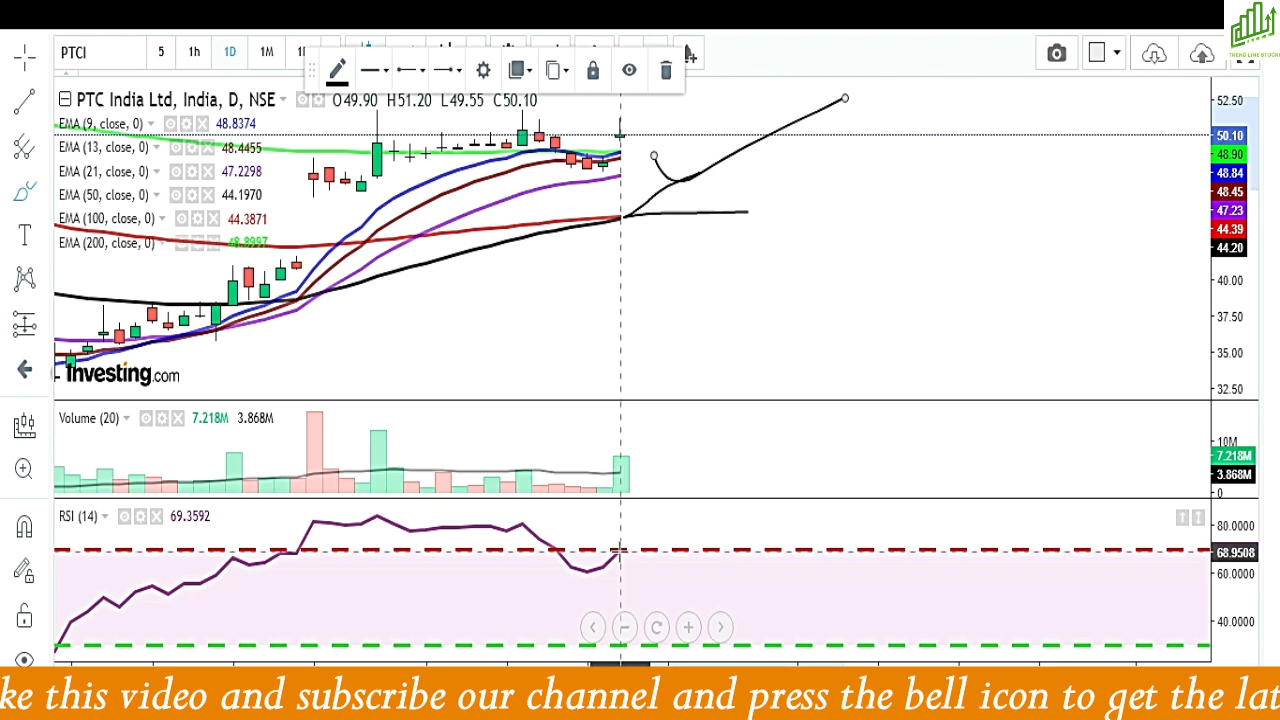 TREND LINE STOCKS
PTCI 5 1h 1D 1M
PTC India Ltd, India, D, NSE O49.90 H51.20 L49.55 C50.10
EMA (9, close, 0) 48.8374
EMA (13, close, 0) 48.4455
EMA (21, close, 0) 47.2298
EMA (50, close, 0) 44.1970
EMA (100, close, 0) 44.3871
EMA (200, close, 0) 48.8997
52.50
50.10
48.90
48.84
48.45
47.23
44.39
44.20
40.00
37.50
35.00
32.50
Investing.com
Volume (20) 7.218M 3.868M
10M
7.218M
3.868M
0
RSI (14) 69.3592
80.0000
68.9508
60.0000
40.0000
ke this video and subscribe our channel and press the bell icon to get the lat